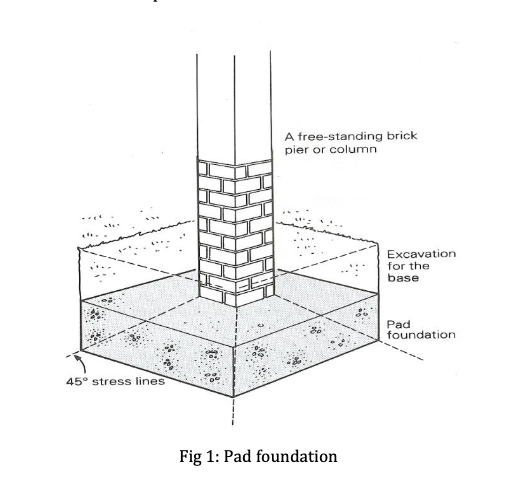 A free-standing brick
pier or column
Excavation
for the
base
Pad
foundation
45° stress lines
Fig 1: Pad foundation